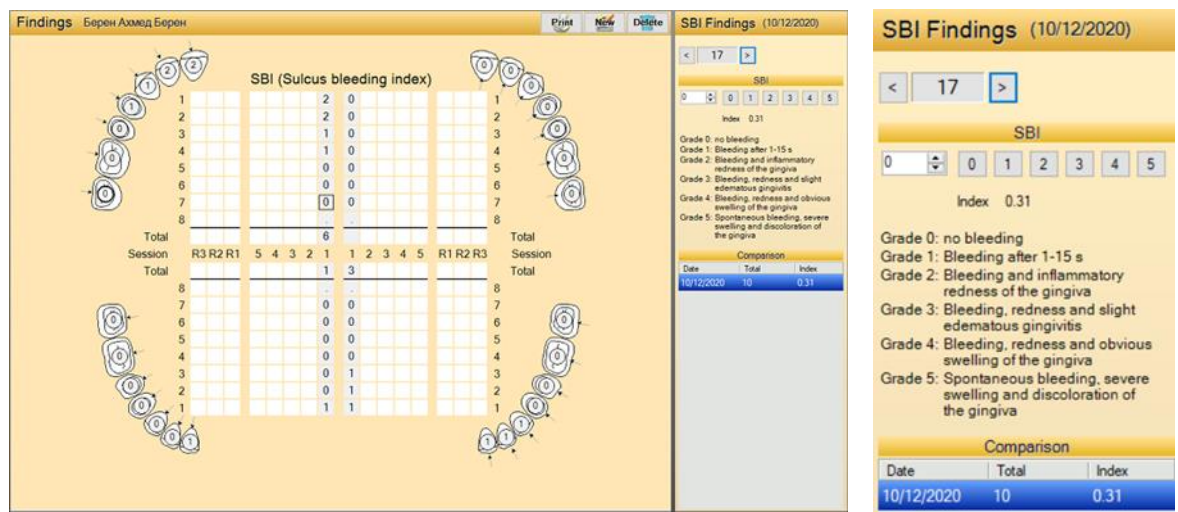 Findings Берен Ахмед Берен
Print New Delete
SBI (Sulcus bleeding index)
1 2 0 1
2 2 0 2
3 1 0 3
4 1 0 4
5 0 0 5
6 0 0 6
7 0 0 7
8 . . 8
Total 6 Total
Session R3 R2 R1 5 4 3 2 1 1 2 3 4 5 R1 R2 R3 Session
Total 1 3 Total
8 . . 8
7 0 0 7
6 0 0 6
5 0 0 5
4 0 0 4
3 0 1 3
2 0 1 2
1 1 1 1
SBI Findings (10/12/2020)
< 17 >
SBI
0 0 1 2 3 4 5
Index 0.31
Grade 0: no bleeding
Grade 1: Bleeding after 1-15 s
Grade 2: Bleeding and inflammatory
redness of the gingiva
Grade 3: Bleeding, redness and slight
edematous gingivitis
Grade 4: Bleeding, redness and obvious
swelling of the gingiva
Grade 5: Spontaneous bleeding, severe
swelling and discoloration of
the gingiva
Comparison
Date Total Index
10/12/2020 10 0.31
SBI Findings (10/12/2020)
< 17 >
SBI
0 0 1 2 3 4 5
Index 0.31
Grade 0: no bleeding
Grade 1: Bleeding after 1-15 s
Grade 2: Bleeding and inflammatory
redness of the gingiva
Grade 3: Bleeding, redness and slight
edematous gingivitis
Grade 4: Bleeding, redness and obvious
swelling of the gingiva
Grade 5: Spontaneous bleeding, severe
swelling and discoloration of
the gingiva
Comparison
Date Total Index
10/12/2020 10 0.31